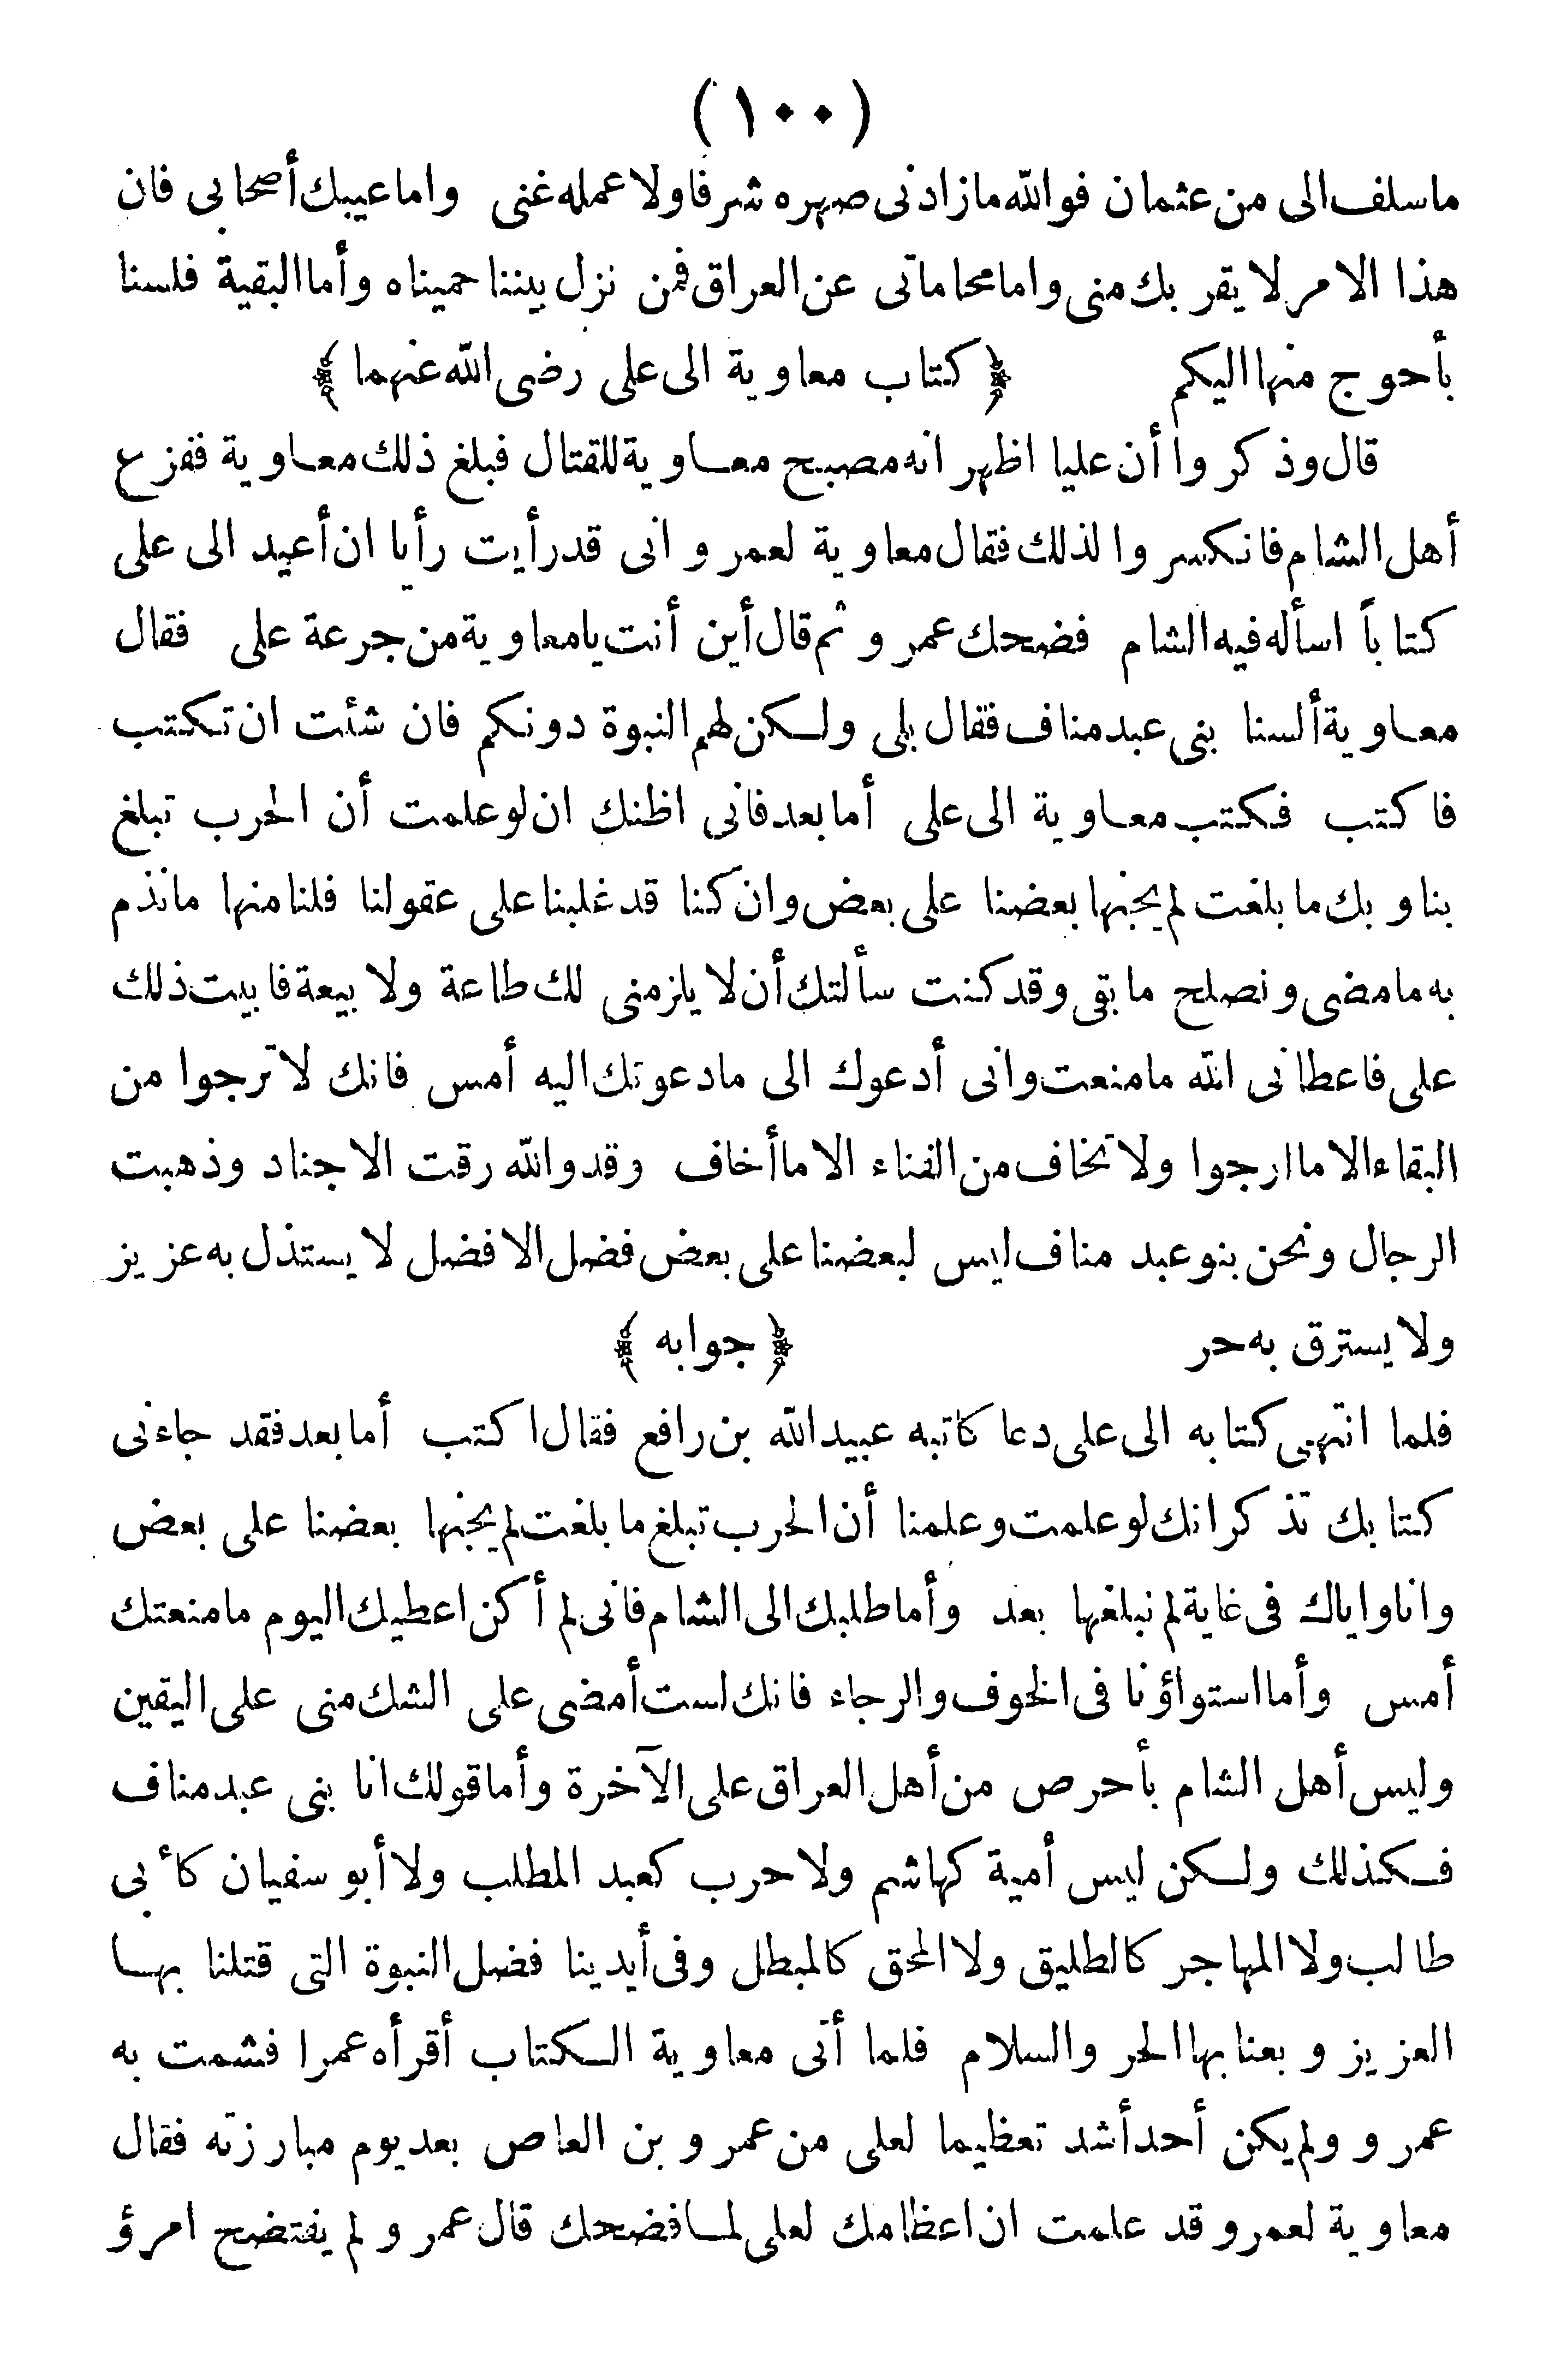 (١٠٠)
ماسلف الى من عثمان فوالله مازادنى صهره شرفا ولا عمله غنى واما عيبك أصحابى فان
هذا الامر لا يقر بك منى واما محاماتى عن العراق فمن نزل بيننا حميناه وأما البقية فلسنا
بأحوج منها اليكم ﴿ كتاب معاوية الى على رضى الله عنهما ﴾
قال وذكروا أن عليا اظهر انه مصبح معاوية للقتال فبلغ ذلك معاوية ففزع
أهل الشام فانكسروا لذلك فقال معاوية لعمرو انى قد رأيت رأيا ان أعيد الى على
كتاباً اسأله فيه الشام فضحك عمرو ثم قال أين أنت يا معاوية من جرعة على فقال
معاوية ألسنا بنى عبد مناف فقال بلى ولكن لهم النبوة دونكم فان شئت ان تكتب
فاكتب فكتب معاوية الى على أما بعد فانى اظنك ان لو علمت أن الحرب تبلغ
بنا وبك ما بلغت لم يجنها بعضنا على بعض وان كنا قد غلبنا على عقولنا فلنا منها ما نذم
به ما مضى ونصلح ما بقى وقد كنت سألتك أن لا يلزمنى لك طاعة ولا بيعة فابيت ذلك
على فاعطانى الله ما منعت وانى أدعوك الى ما دعوتك اليه أمس فانك لا ترجوا من
البقاء الا ما ارجوا ولا تخاف من الفناء الا ما أخاف وقد والله رقت الاجناد وذهبت
الرجال ونحن بنو عبد مناف ليس لبعضنا على بعض فضل الا فضل لا يستذل به عزيز
ولا يسترق به حر ﴿ جوابه ﴾
فلما انتهى كتابه الى على دعا كاتبه عبيد الله بن رافع فقال اكتب أما بعد فقد جاءنى
كتابك تذكر انك لو علمت وعلمنا أن الحرب تبلغ ما بلغت لم يجنها بعضنا على بعض
وانا واياك فى غاية لم نبلغها بعد وأما طلبك الى الشام فانى لم أكن اعطيك اليوم ما منعتك
أمس وأما استواؤنا فى الخوف والرجاء فانك لست أمضى على الشك منى على اليقين
وليس أهل الشام بأحرص من أهل العراق على الآخرة وأما قولك انا بنى عبد مناف
فكذلك ولكن ليس أمية كهاشم ولا حرب كعبد المطلب ولا أبو سفيان كأبى
طالب ولا المهاجر كالطليق ولا المحق كالمبطل وفى أيدينا فضل النبوة التى قتلنا بها
العزيز وبعنا بها الحر والسلام فلما أتى معاوية الكتاب أقرأه عمرا فشمت به
عمرو ولم يكن أحد أشد تعظيما لعلى من عمرو بن العاص بعد يوم مبارزته فقال
معاوية لعمرو قد علمت ان اعظامك لعلى لما فضحك قال عمرو لم يفتضح امرؤ